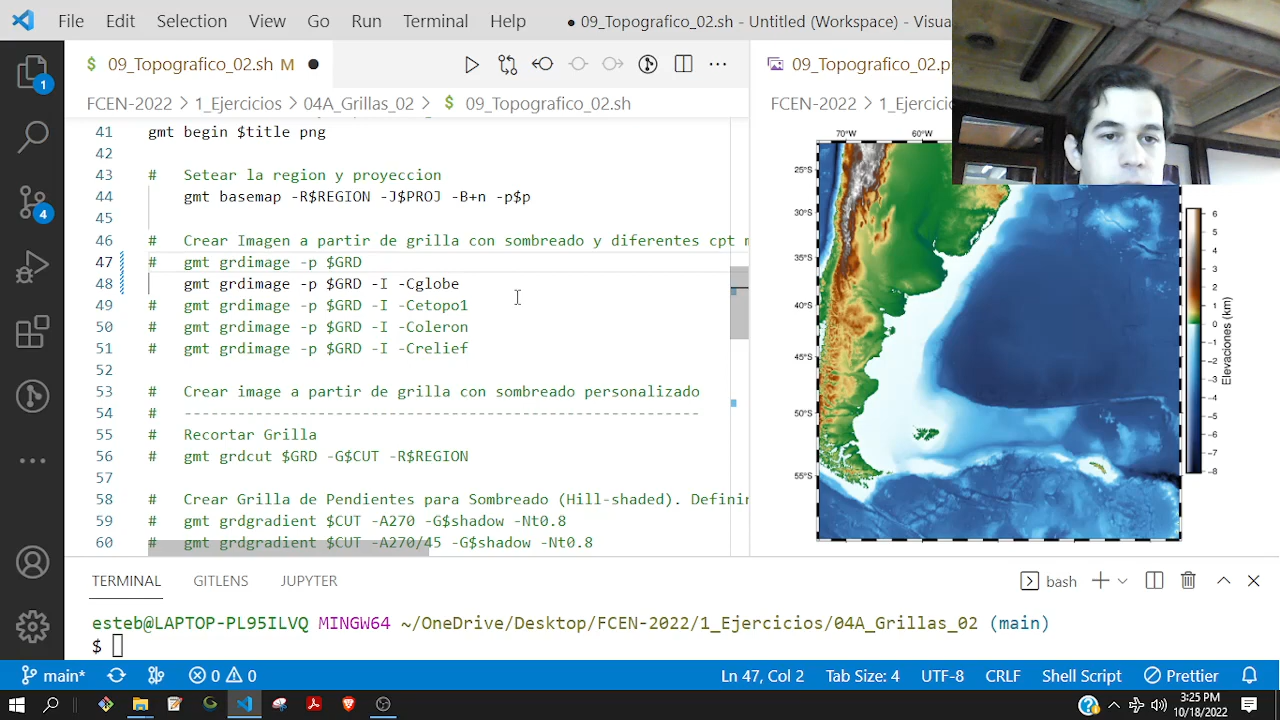 File Edit Selection View Go Run Terminal Help ● 09_Topografico_02.sh - Untitled (Workspace) - Visua
1
4
$ 09_Topografico_02.sh M ●
FCEN-2022 > 1_Ejercicios > 04A_Grillas_02 > $ 09_Topografico_02.sh
41 gmt begin $title png
42
43 # Setear la region y proyeccion
44 gmt basemap -R$REGION -J$PROJ -B+n -p$p
45
46 # Crear Imagen a partir de grilla con sombreado y diferentes cpt m
47 # gmt grdimage -p $GRD
48 gmt grdimage -p $GRD -I -Cglobe
49 # gmt grdimage -p $GRD -I -Cetopo1
50 # gmt grdimage -p $GRD -I -Coleron
51 # gmt grdimage -p $GRD -I -Crelief
52
53 # Crear image a partir de grilla con sombreado personalizado
54 # ----------------------------------------------------------
55 # Recortar Grilla
56 # gmt grdcut $GRD -G$CUT -R$REGION
57
58 # Crear Grilla de Pendientes para Sombreado (Hill-shaded). Definir
59 # gmt grdgradient $CUT -A270 -G$shadow -Nt0.8
60 # gmt grdgradient $CUT -A270/45 -G$shadow -Nt0.8
09_Topografico_02.p
FCEN-2022 > 1_Ejercicio
70°W 60°W
25°S
30°S
35°S
40°S
45°S
50°S
55°S
6
5
4
3
2
1
0
-1
-2
-3
-4
-5
-6
-7
-8
Elevaciones (km)
TERMINAL GITLENS JUPYTER bash
esteb@LAPTOP-PL95ILVQ MINGW64 ~/OneDrive/Desktop/FCEN-2022/1_Ejercicios/04A_Grillas_02 (main)
$
main* 0 0 Ln 47, Col 2 Tab Size: 4 UTF-8 CRLF Shell Script Prettier
3:25 PM
10/18/2022